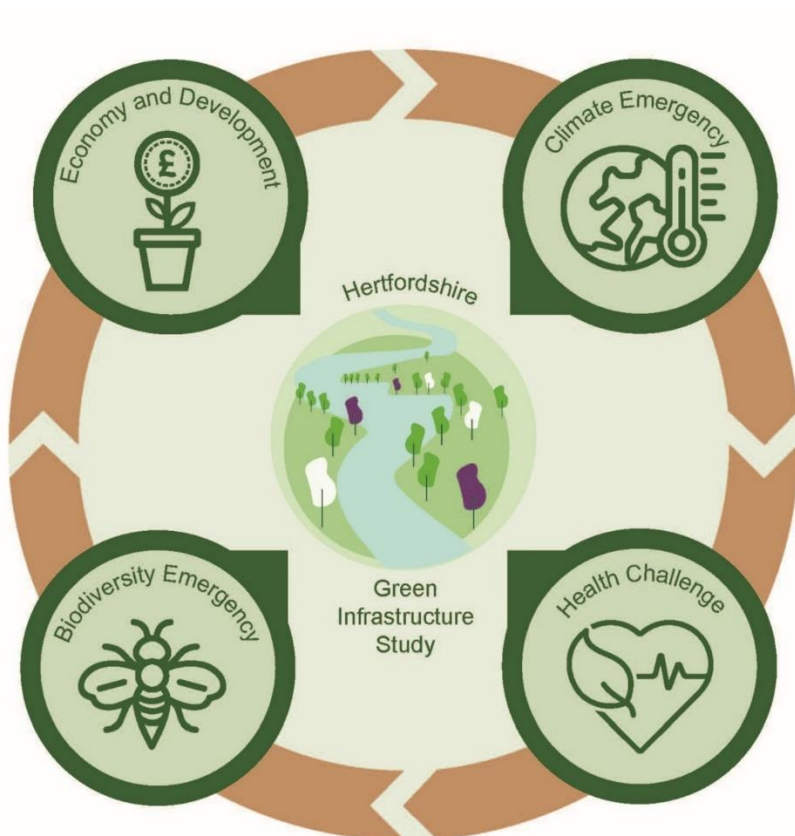 Economy and Development
£
Climate Emergency
Hertfordshire
Green
Infrastructure
Study
Biodiversity Emergency
Health Challenge